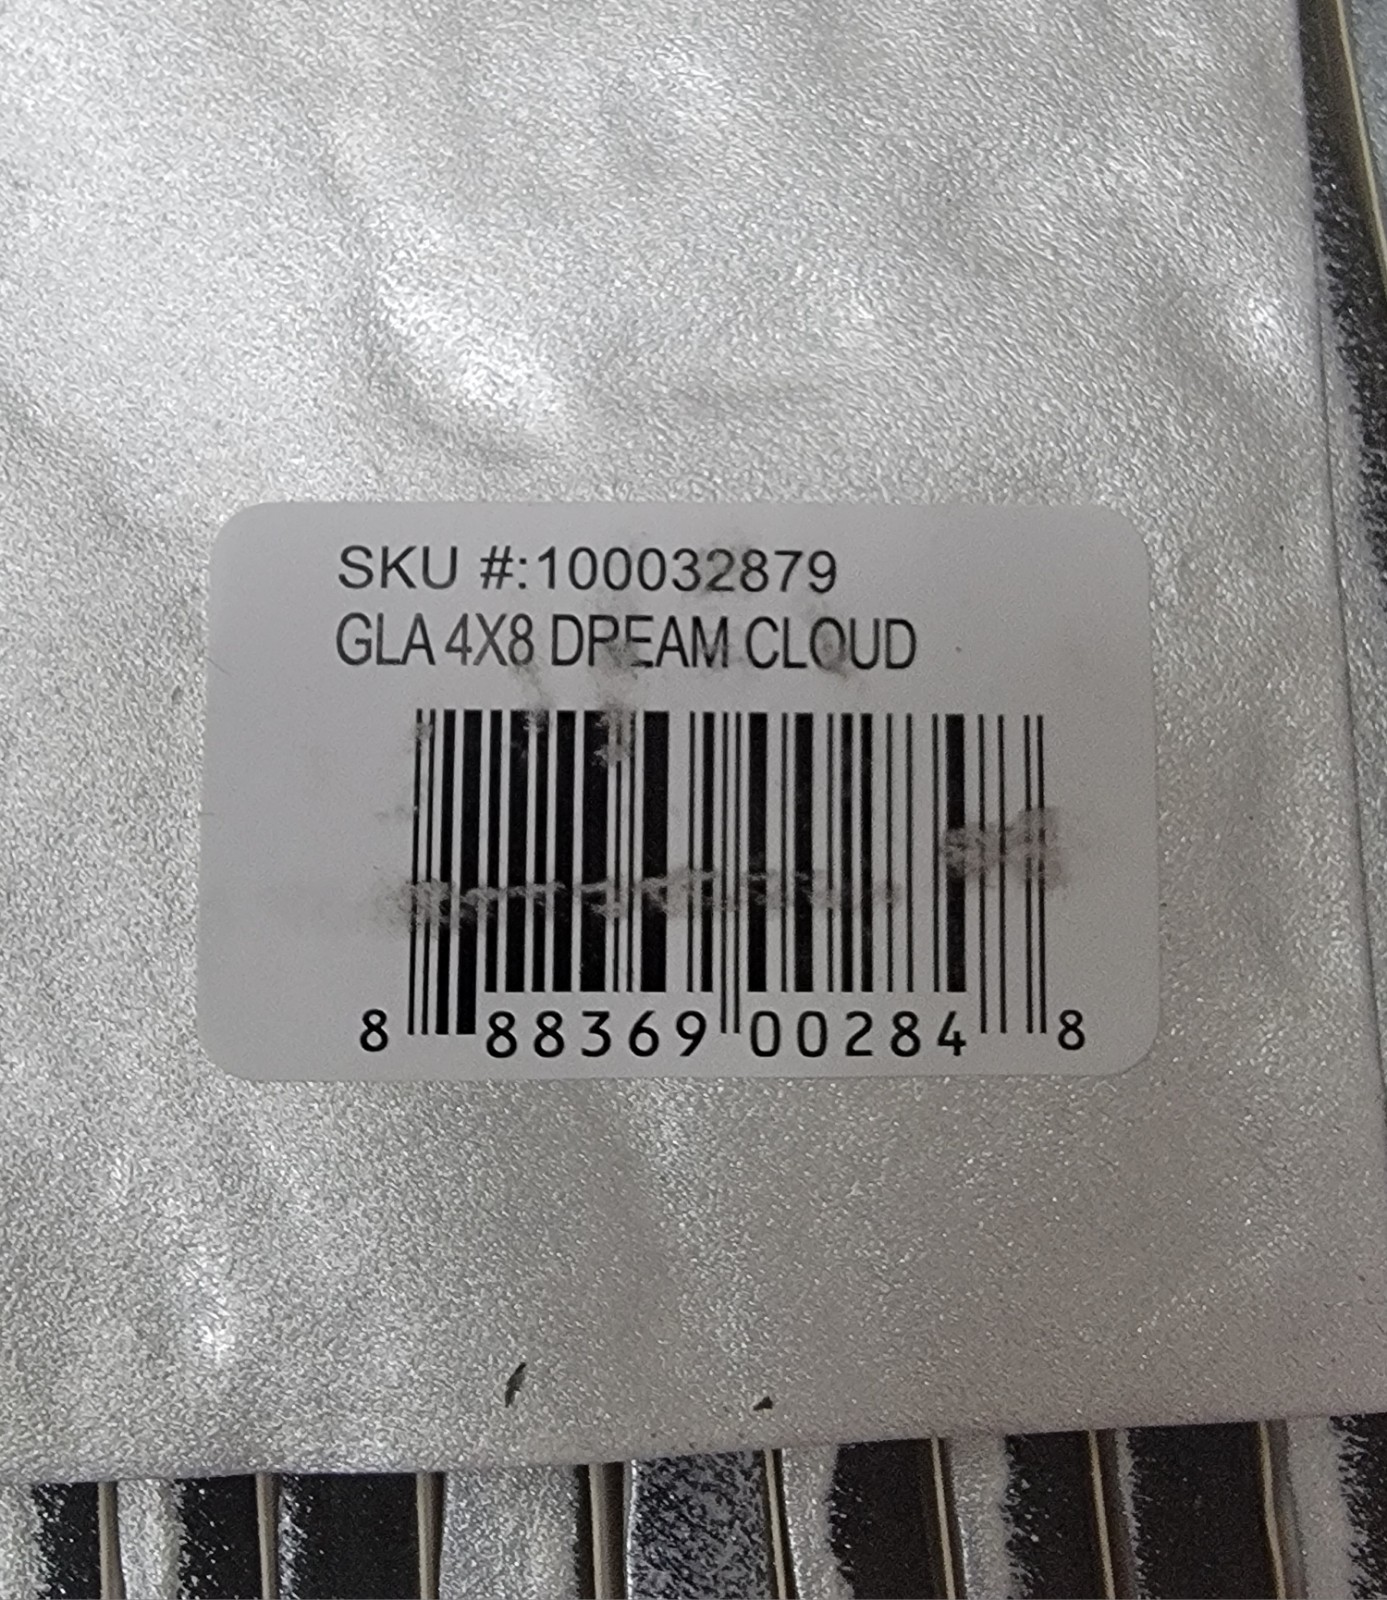 SKU #:100032879
GLA 4X8 DREAM CLOUD
8 88369 00284 8